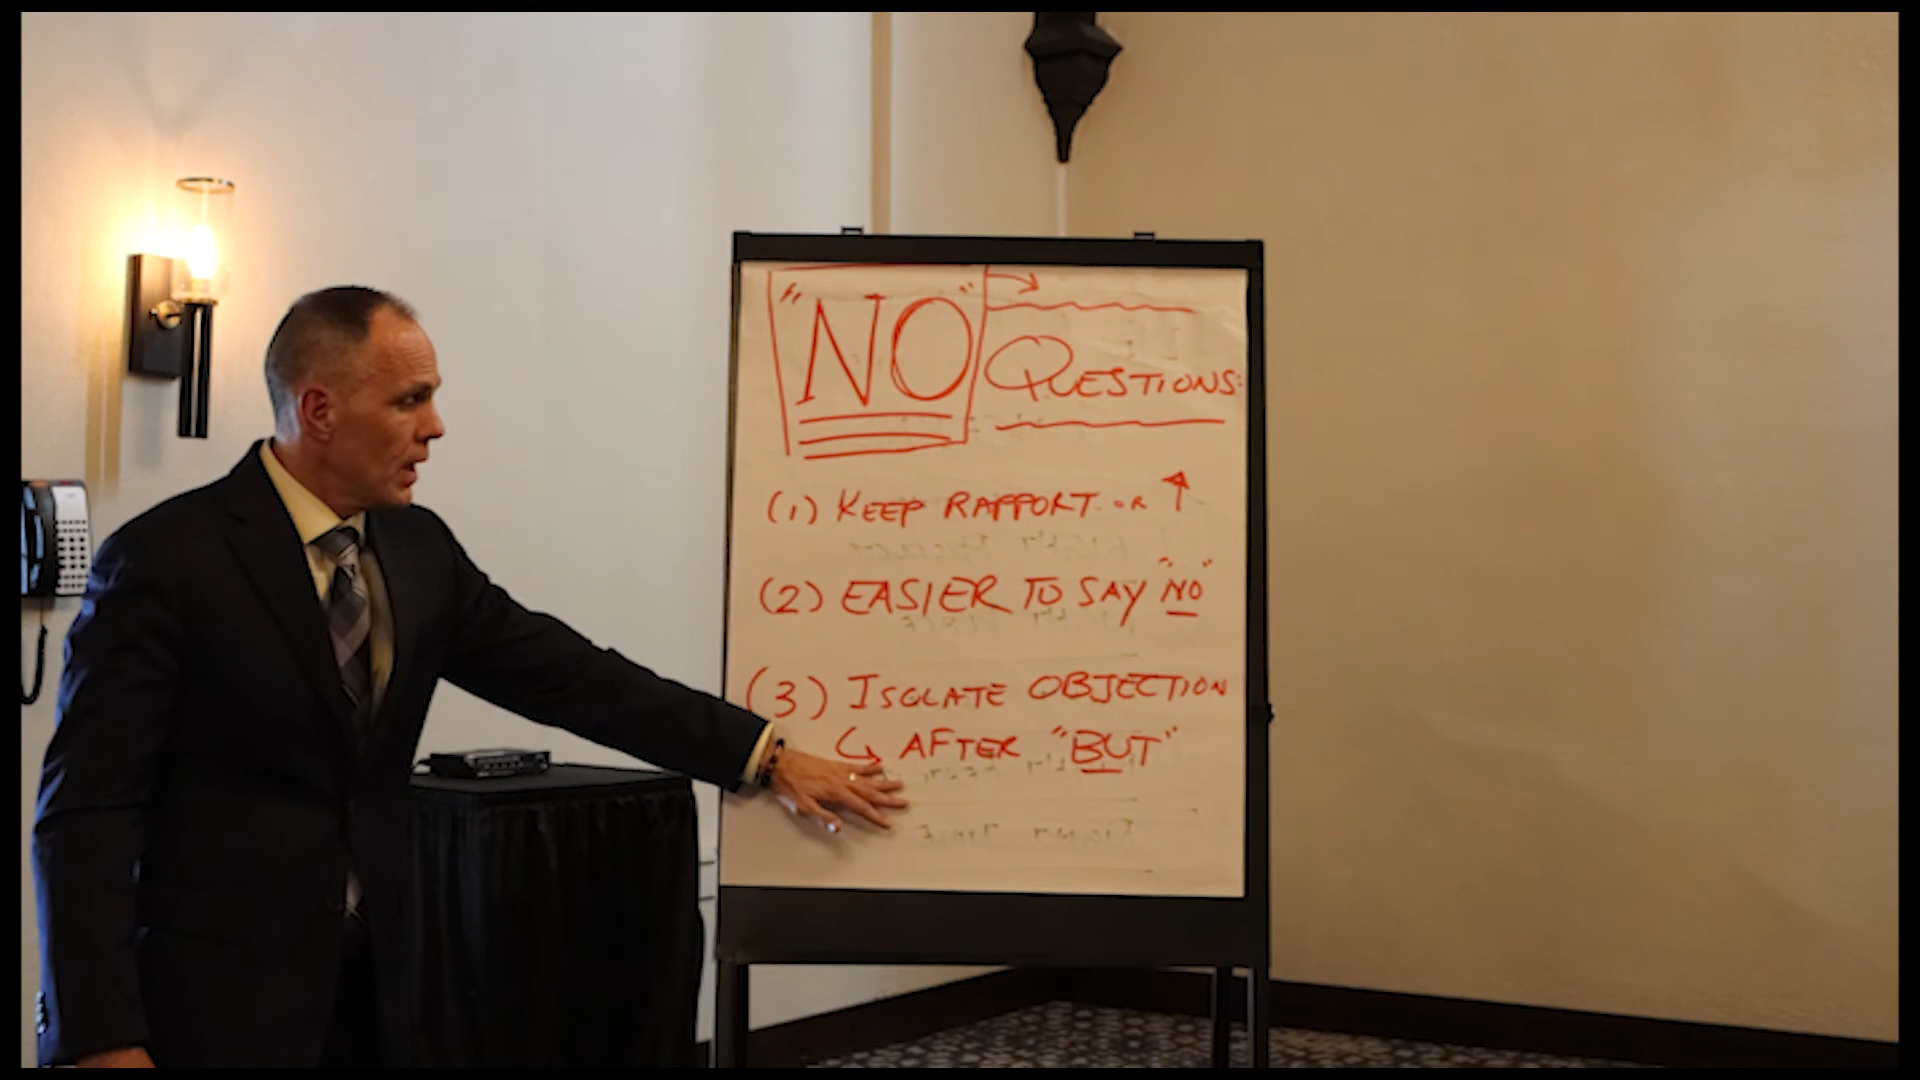 "NO"
QUESTIONS:
(1) KEEP RAPPORT OR ↑
(2) EASIER TO SAY "NO"
(3) ISOLATE OBJECTION
↳ AFTER "BUT"